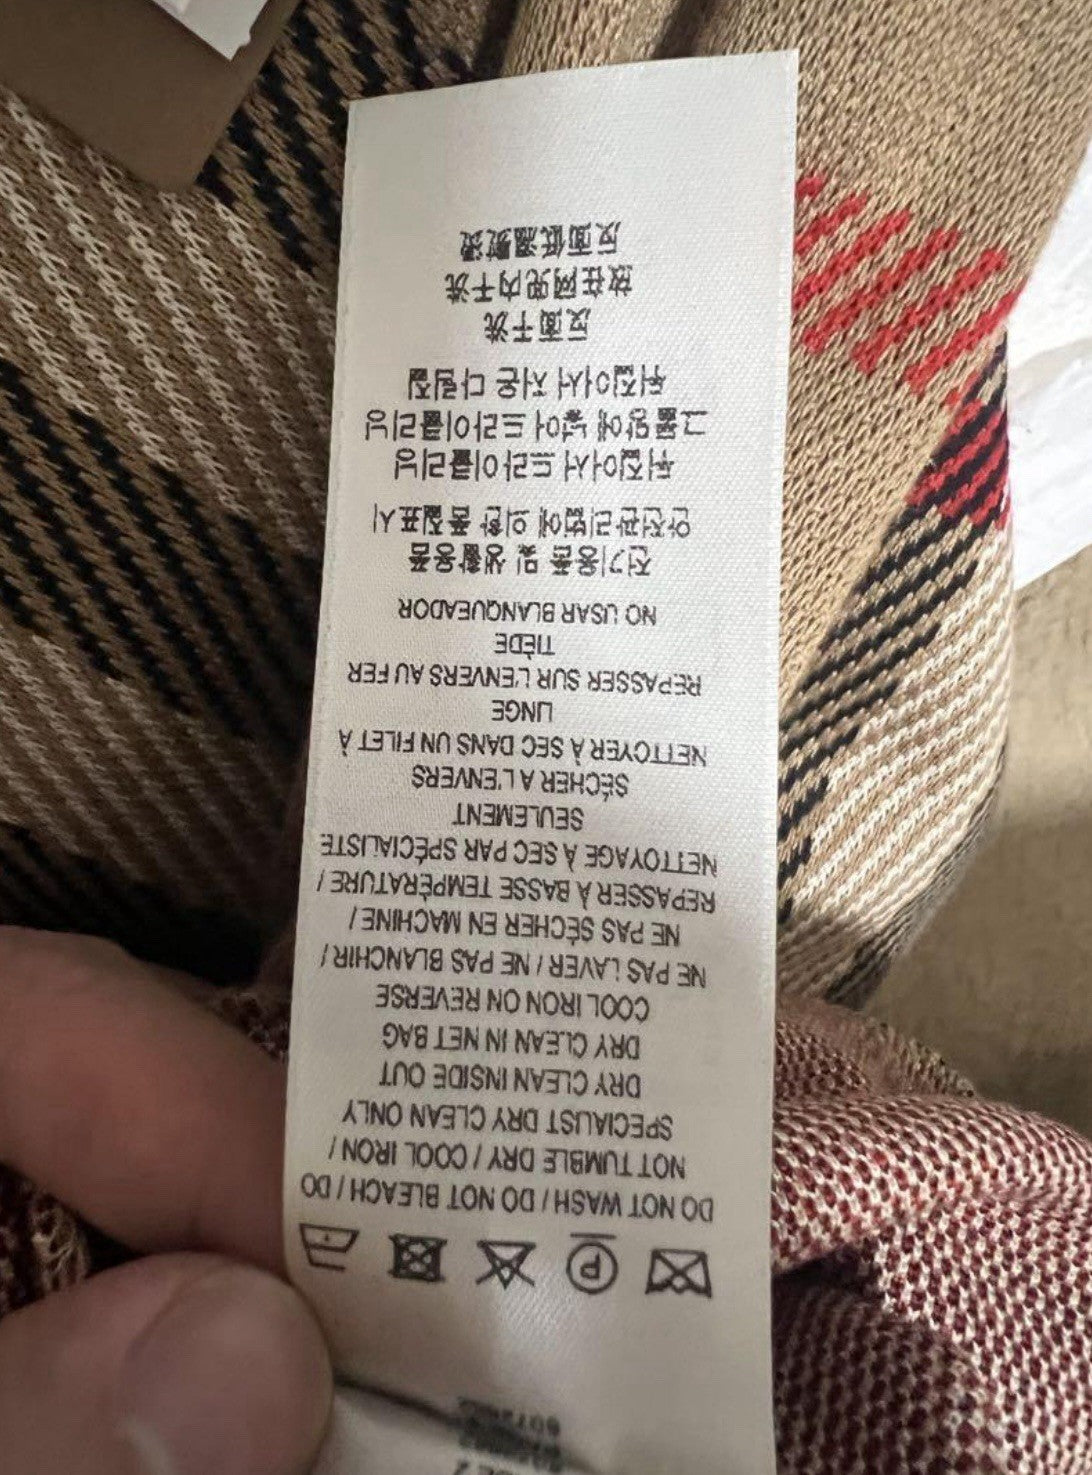 P
DO NOT WASH / DO NOT BLEACH / DO
NOT TUMBLE DRY / COOL IRON /
SPECIALIST DRY CLEAN ONLY
DRY CLEAN INSIDE OUT
DRY CLEAN IN NET BAG
COOL IRON ON REVERSE
NE PAS LAVER / NE PAS BLANCHIR /
NE PAS SÉCHER EN MACHINE /
REPASSER À BASSE TEMPÈRATURE /
NETTOYAGE À SEC PAR SPÉCIALISTE
SEULEMENT
SÉCHER A L'ENVERS
NETTOYER À SEC DANS UN FILET À
LINGE
REPASSER SUR L'ENVERS AU FER
TIÈDE
NO USAR BLANQUEADOR
전기용품 및 생활용품
안전관리법에 의한 품질표시
뒤집어서 드라이클리닝
그물망에 넣어 드라이클리닝
뒤집어서 저온 다림질
反面干洗
放在网兜内干洗
反面低温熨烫